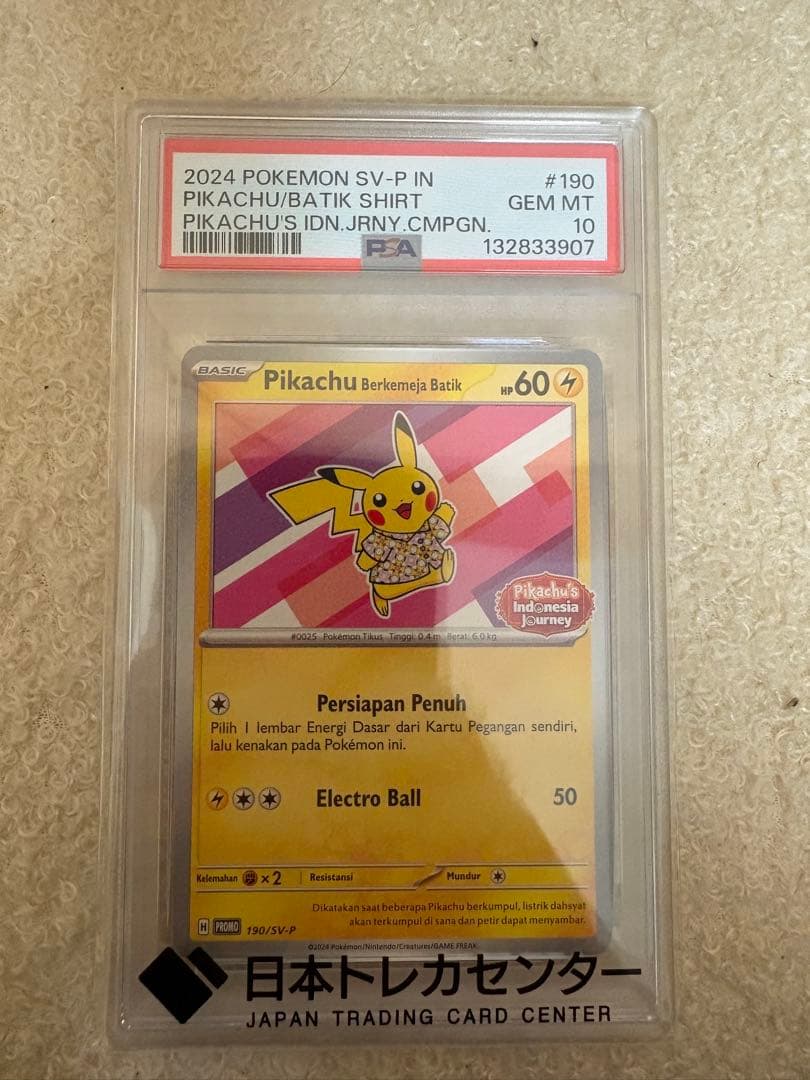 2024 POKEMON SV-P IN #190
PIKACHU/BATIK SHIRT GEM MT
PIKACHU'S IDN.JRNY.CMPGN. 10
PSA 132833907
BASIC Pikachu Berkemeja Batik HP 60
Pikachu's
Indonesia
Journey
#0025 Pokémon Tikus Tinggi: 0.4 m Berat: 6.0 kg
Persiapan Penuh
Pilih 1 lembar Energi Dasar dari Kartu Pegangan sendiri,
lalu kenakan pada Pokémon ini.
Electro Ball 50
Kelemahan ×2 Resistansi Mundur
Dikatakan saat beberapa Pikachu berkumpul, listrik dahsyat
akan terkumpul di sana dan petir dapat menyambar.
H PROMO 190/SV-P
©2024 Pokémon/Nintendo/Creatures/GAME FREAK
日本トレカセンター
JAPAN TRADING CARD CENTER